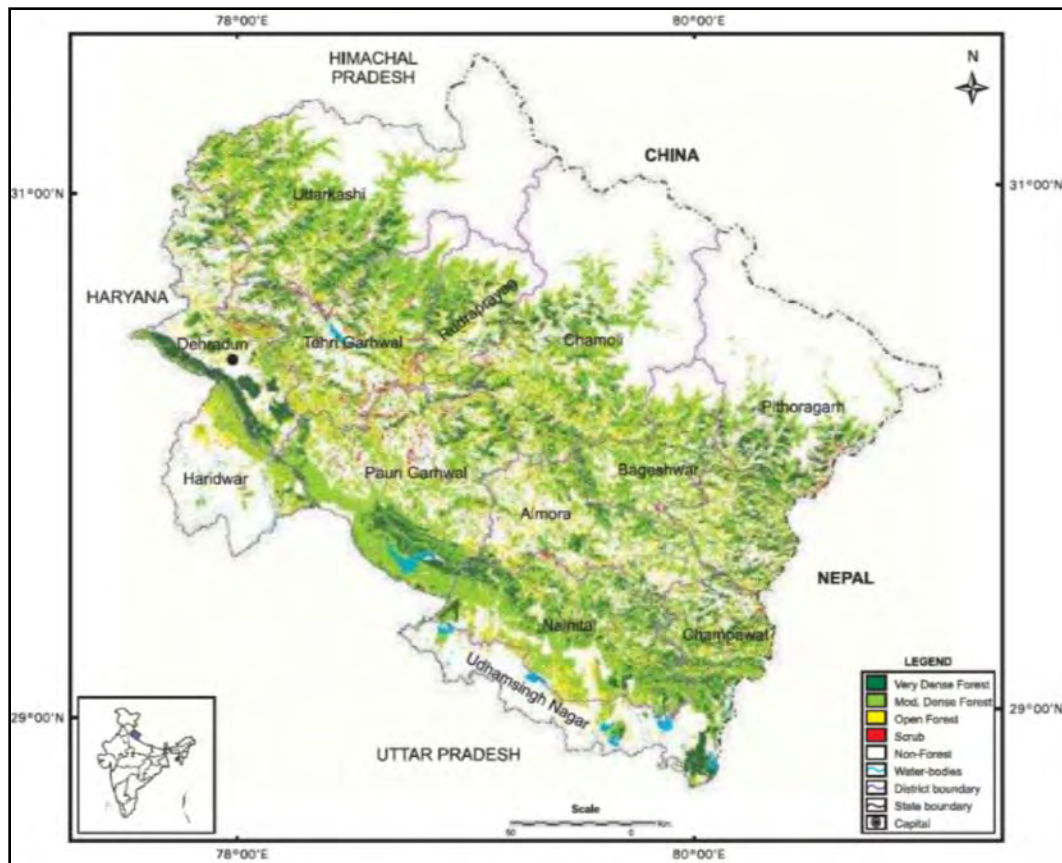 78°00'E
80°00'E
HIMACHAL
PRADESH
N
CHINA
31°00'N
31°00'N
Uttarkashi
HARYANA
Rudraprayag
Dehradun
Tehri Garhwal
Chamoli
Pithoragarh
Haridwar
Pauri Garhwal
Bageshwar
Almora
NEPAL
Nainital
Champawat
Udhamsingh Nagar
29°00'N
29°00'N
UTTAR PRADESH
LEGEND
Very Dense Forest
Mod. Dense Forest
Open Forest
Scrub
Non-Forest
Water-bodies
District boundary
State boundary
Capital
Scale
50 0 Km.
78°00'E
80°00'E